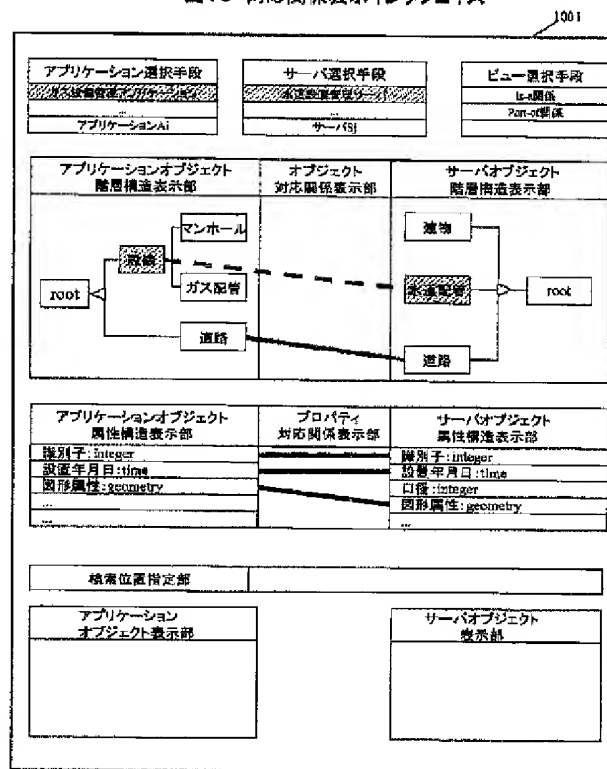 1001
アプリケーション選択手段
...
アプリケーションAi
サーバ選択手段
...
サーバSj
ビュー選択手段
Is-a関係
Part-of関係
アプリケーションオブジェクト
階層構造表示部
オブジェクト
対応関係表示部
サーバオブジェクト
階層構造表示部
マンホール
設備
ガス配管
root
道路
建物
水道配管
root
道路
アプリケーションオブジェクト
属性構造表示部
プロパティ
対応関係表示部
サーバオブジェクト
属性構造表示部
識別子:integer
設置年月日:time
図形属性:geometry
...
...
識別子:integer
設置年月日:time
口径:integer
図形属性:geometry
...
検索位置指定部
アプリケーション
オブジェクト表示部
サーバオブジェクト
表示部